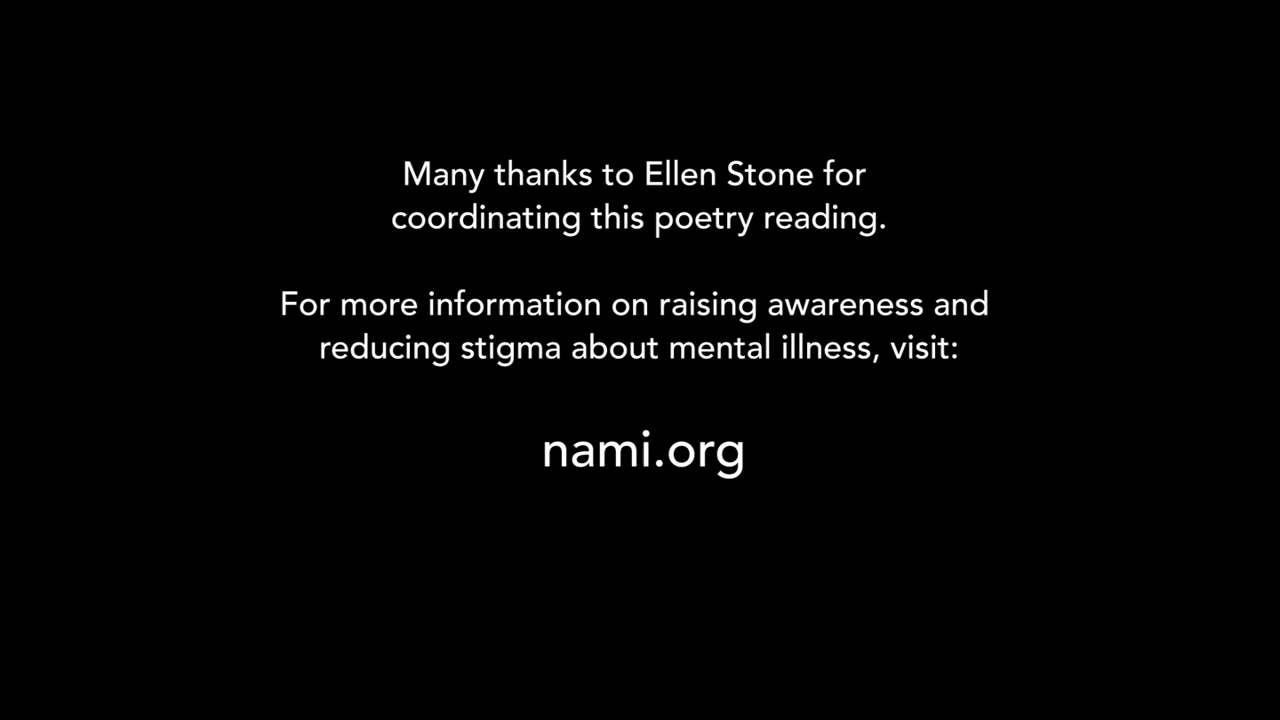 Many thanks to Ellen Stone for
coordinating this poetry reading.
For more information on raising awareness and
reducing stigma about mental illness, visit:
nami.org